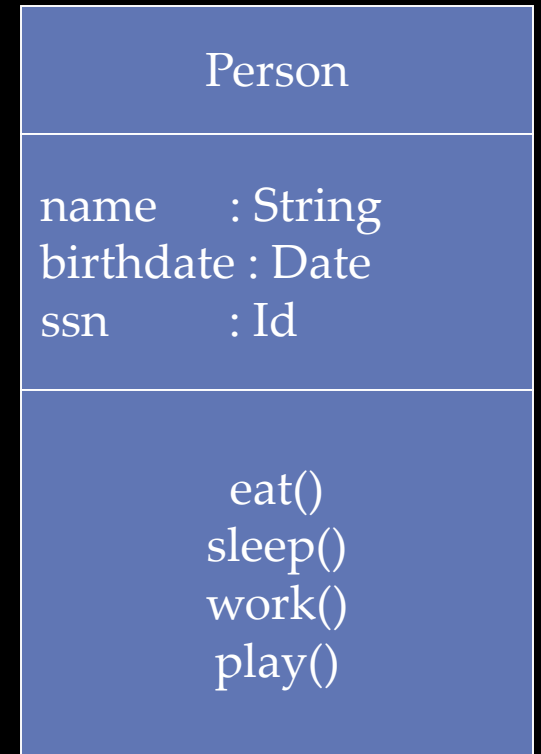 Person
name : String
birthdate : Date
ssn : Id
eat()
sleep()
work()
play()